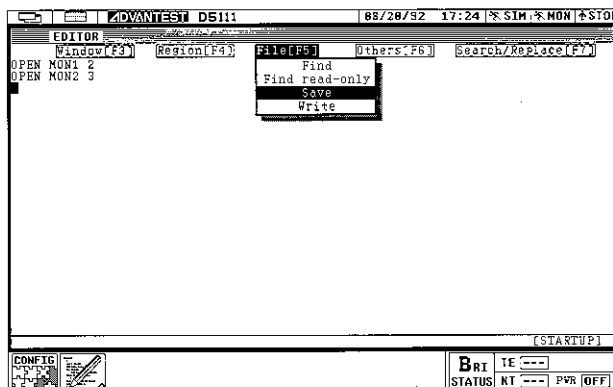 ADVANTEST D5111 08/20/92 17:24 SIM MON STO
EDITOR
Window[F3] Region[F4] File[F5] Others[F6] Search/Replace[F7]
OPEN MON1 2
OPEN MON2 3
Find
Find read-only
Save
Write
[STARTUP]
CONFIG
BRI TE ---
STATUS NT --- PWR OFF